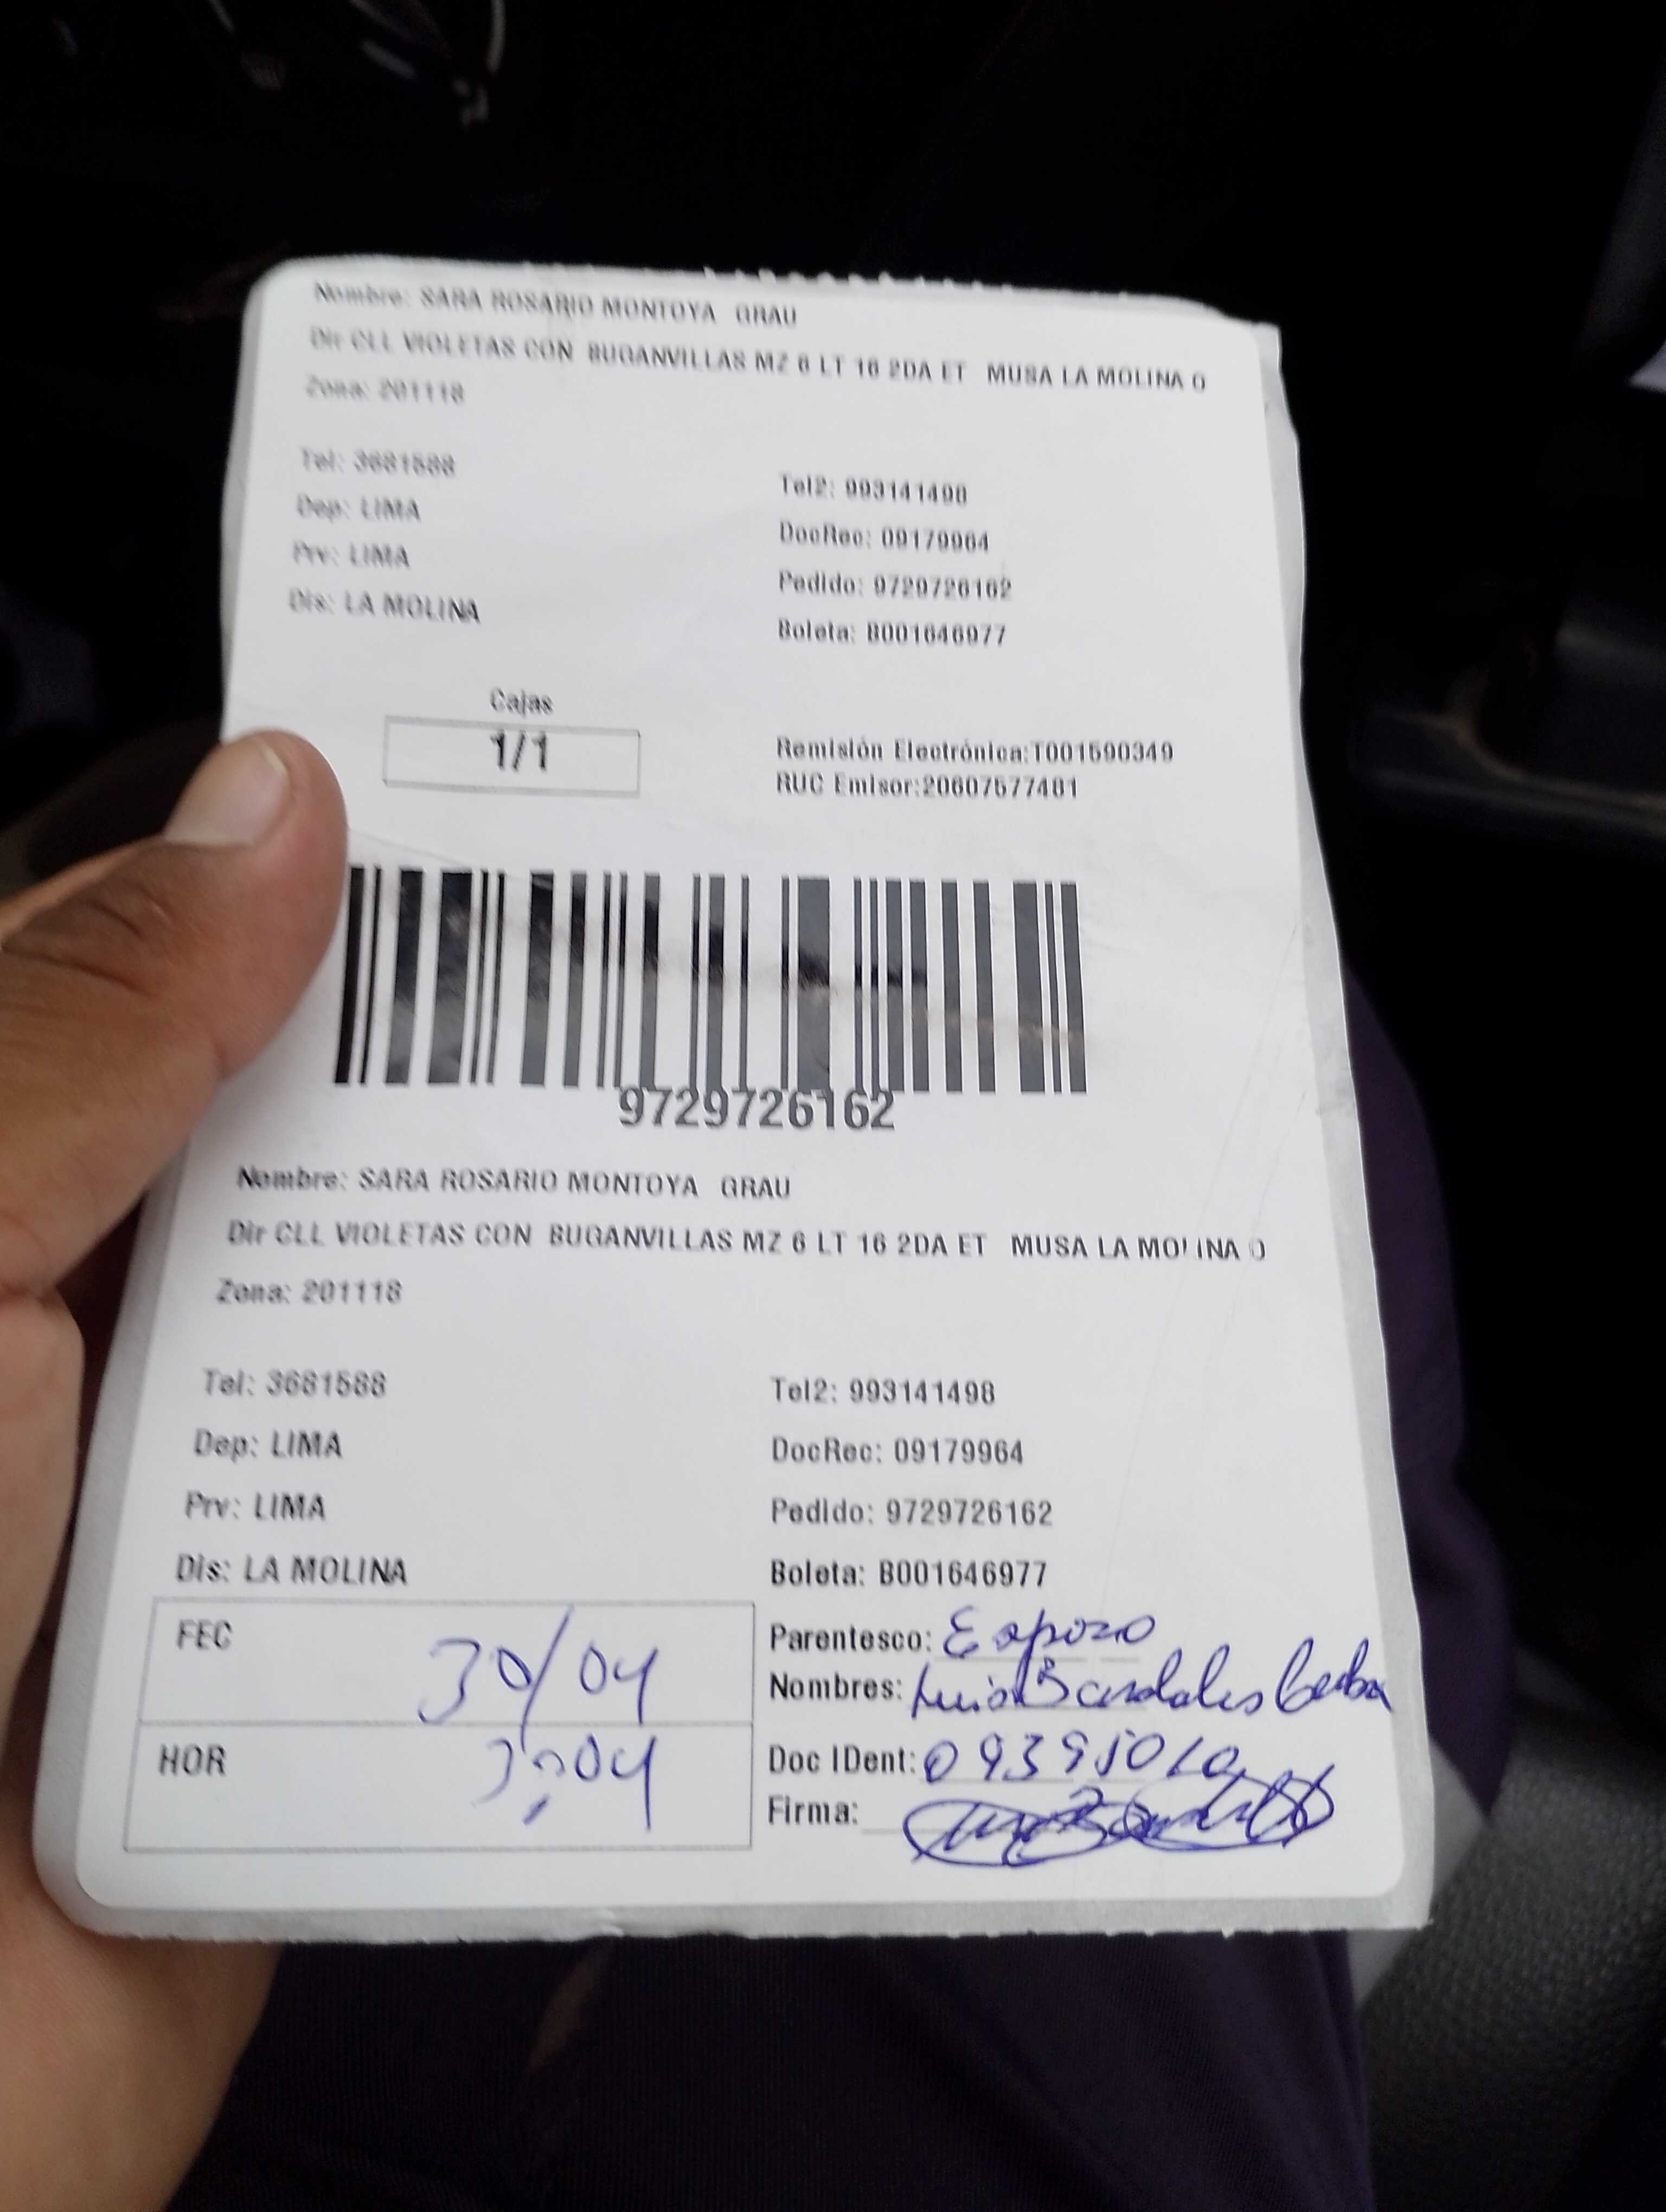 Nombre: SARA ROSARIO MONTOYA GRAU
Dir CLL VIOLETAS CON BUGANVILLAS MZ 6 LT 16 2DA ET MUSA LA MOLINA O
Zona: 201118
Tel: 3681588 Tel2: 993141498
Dep: LIMA DocRec: 09179964
Prv: LIMA Pedido: 9729726162
Dis: LA MOLINA Boleta: B001646977
Cajas
1/1
Remisión Electrónica:T001590349
RUC Emisor:20607577481
9729726162
Nombre: SARA ROSARIO MONTOYA GRAU
Dir CLL VIOLETAS CON BUGANVILLAS MZ 6 LT 16 2DA ET MUSA LA MOLINA O
Zona: 201118
Tel: 3681588 Tel2: 993141498
Dep: LIMA DocRec: 09179964
Prv: LIMA Pedido: 9729726162
Dis: LA MOLINA Boleta: B001646977
FEC 30/04 Parentesco: Esposo
Nombres: Luis Bardales
HOR Doc IDent:
Firma: